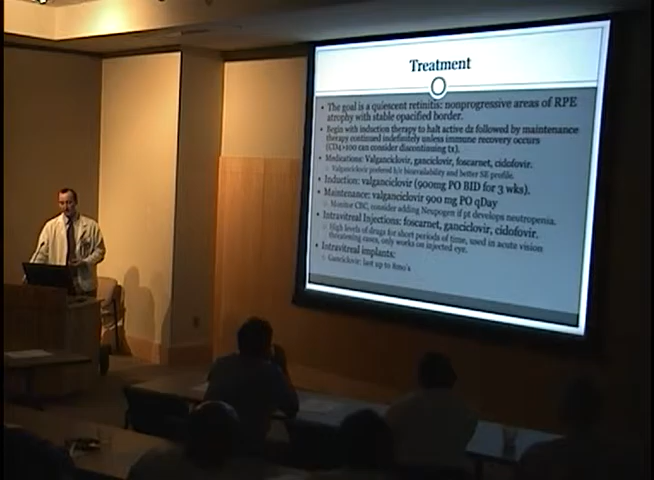 Treatment
• The goal is a quiescent retinitis: nonprogressive areas of RPE
atrophy with stable opacified border.
• Begin with induction therapy to halt active dz followed by maintenance
therapy continued indefinitely unless immune recovery occurs
(CD4>100 can consider discontinuing tx).
• Medications: Valganciclovir, ganciclovir, foscarnet, cidofovir.
Valganciclovir preferred b/c bioavailability and better SE profile.
• Induction: valganciclovir (900mg PO BID for 3 wks).
• Maintenance: valganciclovir 900 mg PO qDay
Monitor CBC, consider adding Neupogen if pt develops neutropenia.
• Intravitreal Injections: foscarnet, ganciclovir, cidofovir.
High levels of drugs for short periods of time, used in acute vision
threatening cases, only works on injected eye.
• Intravitreal implants:
Ganciclovir: last up to 8mo's